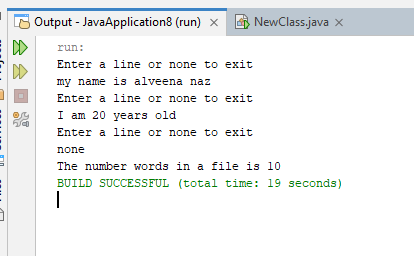 Output - JavaApplication8 (run) × NewClass.java ×
run:
Enter a line or none to exit
my name is alveena naz
Enter a line or none to exit
I am 20 years old
Enter a line or none to exit
none
The number words in a file is 10
BUILD SUCCESSFUL (total time: 19 seconds)